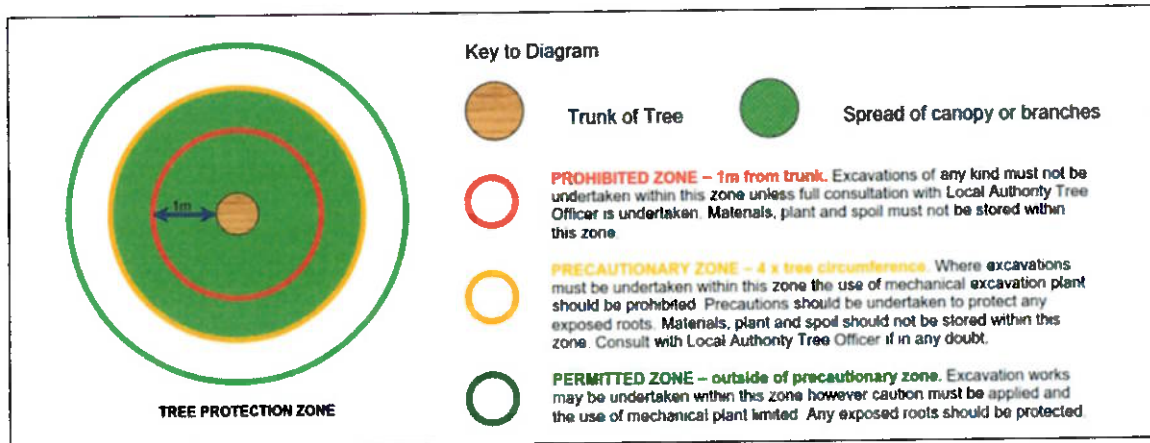 Key to Diagram
Trunk of Tree
Spread of canopy or branches
1m
TREE PROTECTION ZONE
PROHIBITED ZONE – 1m from trunk. Excavations of any kind must not be
undertaken within this zone unless full consultation with Local Authority Tree
Officer is undertaken. Materials, plant and spoil must not be stored within
this zone.
PRECAUTIONARY ZONE – 4 x tree circumference. Where excavations
must be undertaken within this zone the use of mechanical excavation plant
should be prohibited. Precautions should be undertaken to protect any
exposed roots. Materials, plant and spoil should not be stored within this
zone. Consult with Local Authority Tree Officer if in any doubt.
PERMITTED ZONE – outside of precautionary zone. Excavation works
may be undertaken within this zone however caution must be applied and
the use of mechanical plant limited. Any exposed roots should be protected.